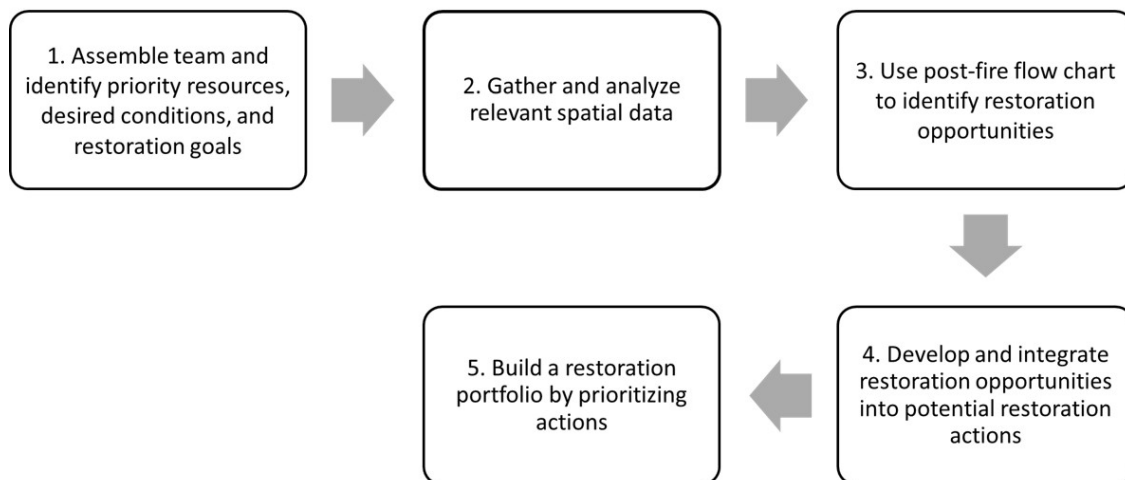 1. Assemble team and
identify priority resources,
desired conditions, and
restoration goals
2. Gather and analyze
relevant spatial data
3. Use post-fire flow chart
to identify restoration
opportunities
4. Develop and integrate
restoration opportunities
into potential restoration
actions
5. Build a restoration
portfolio by prioritizing
actions